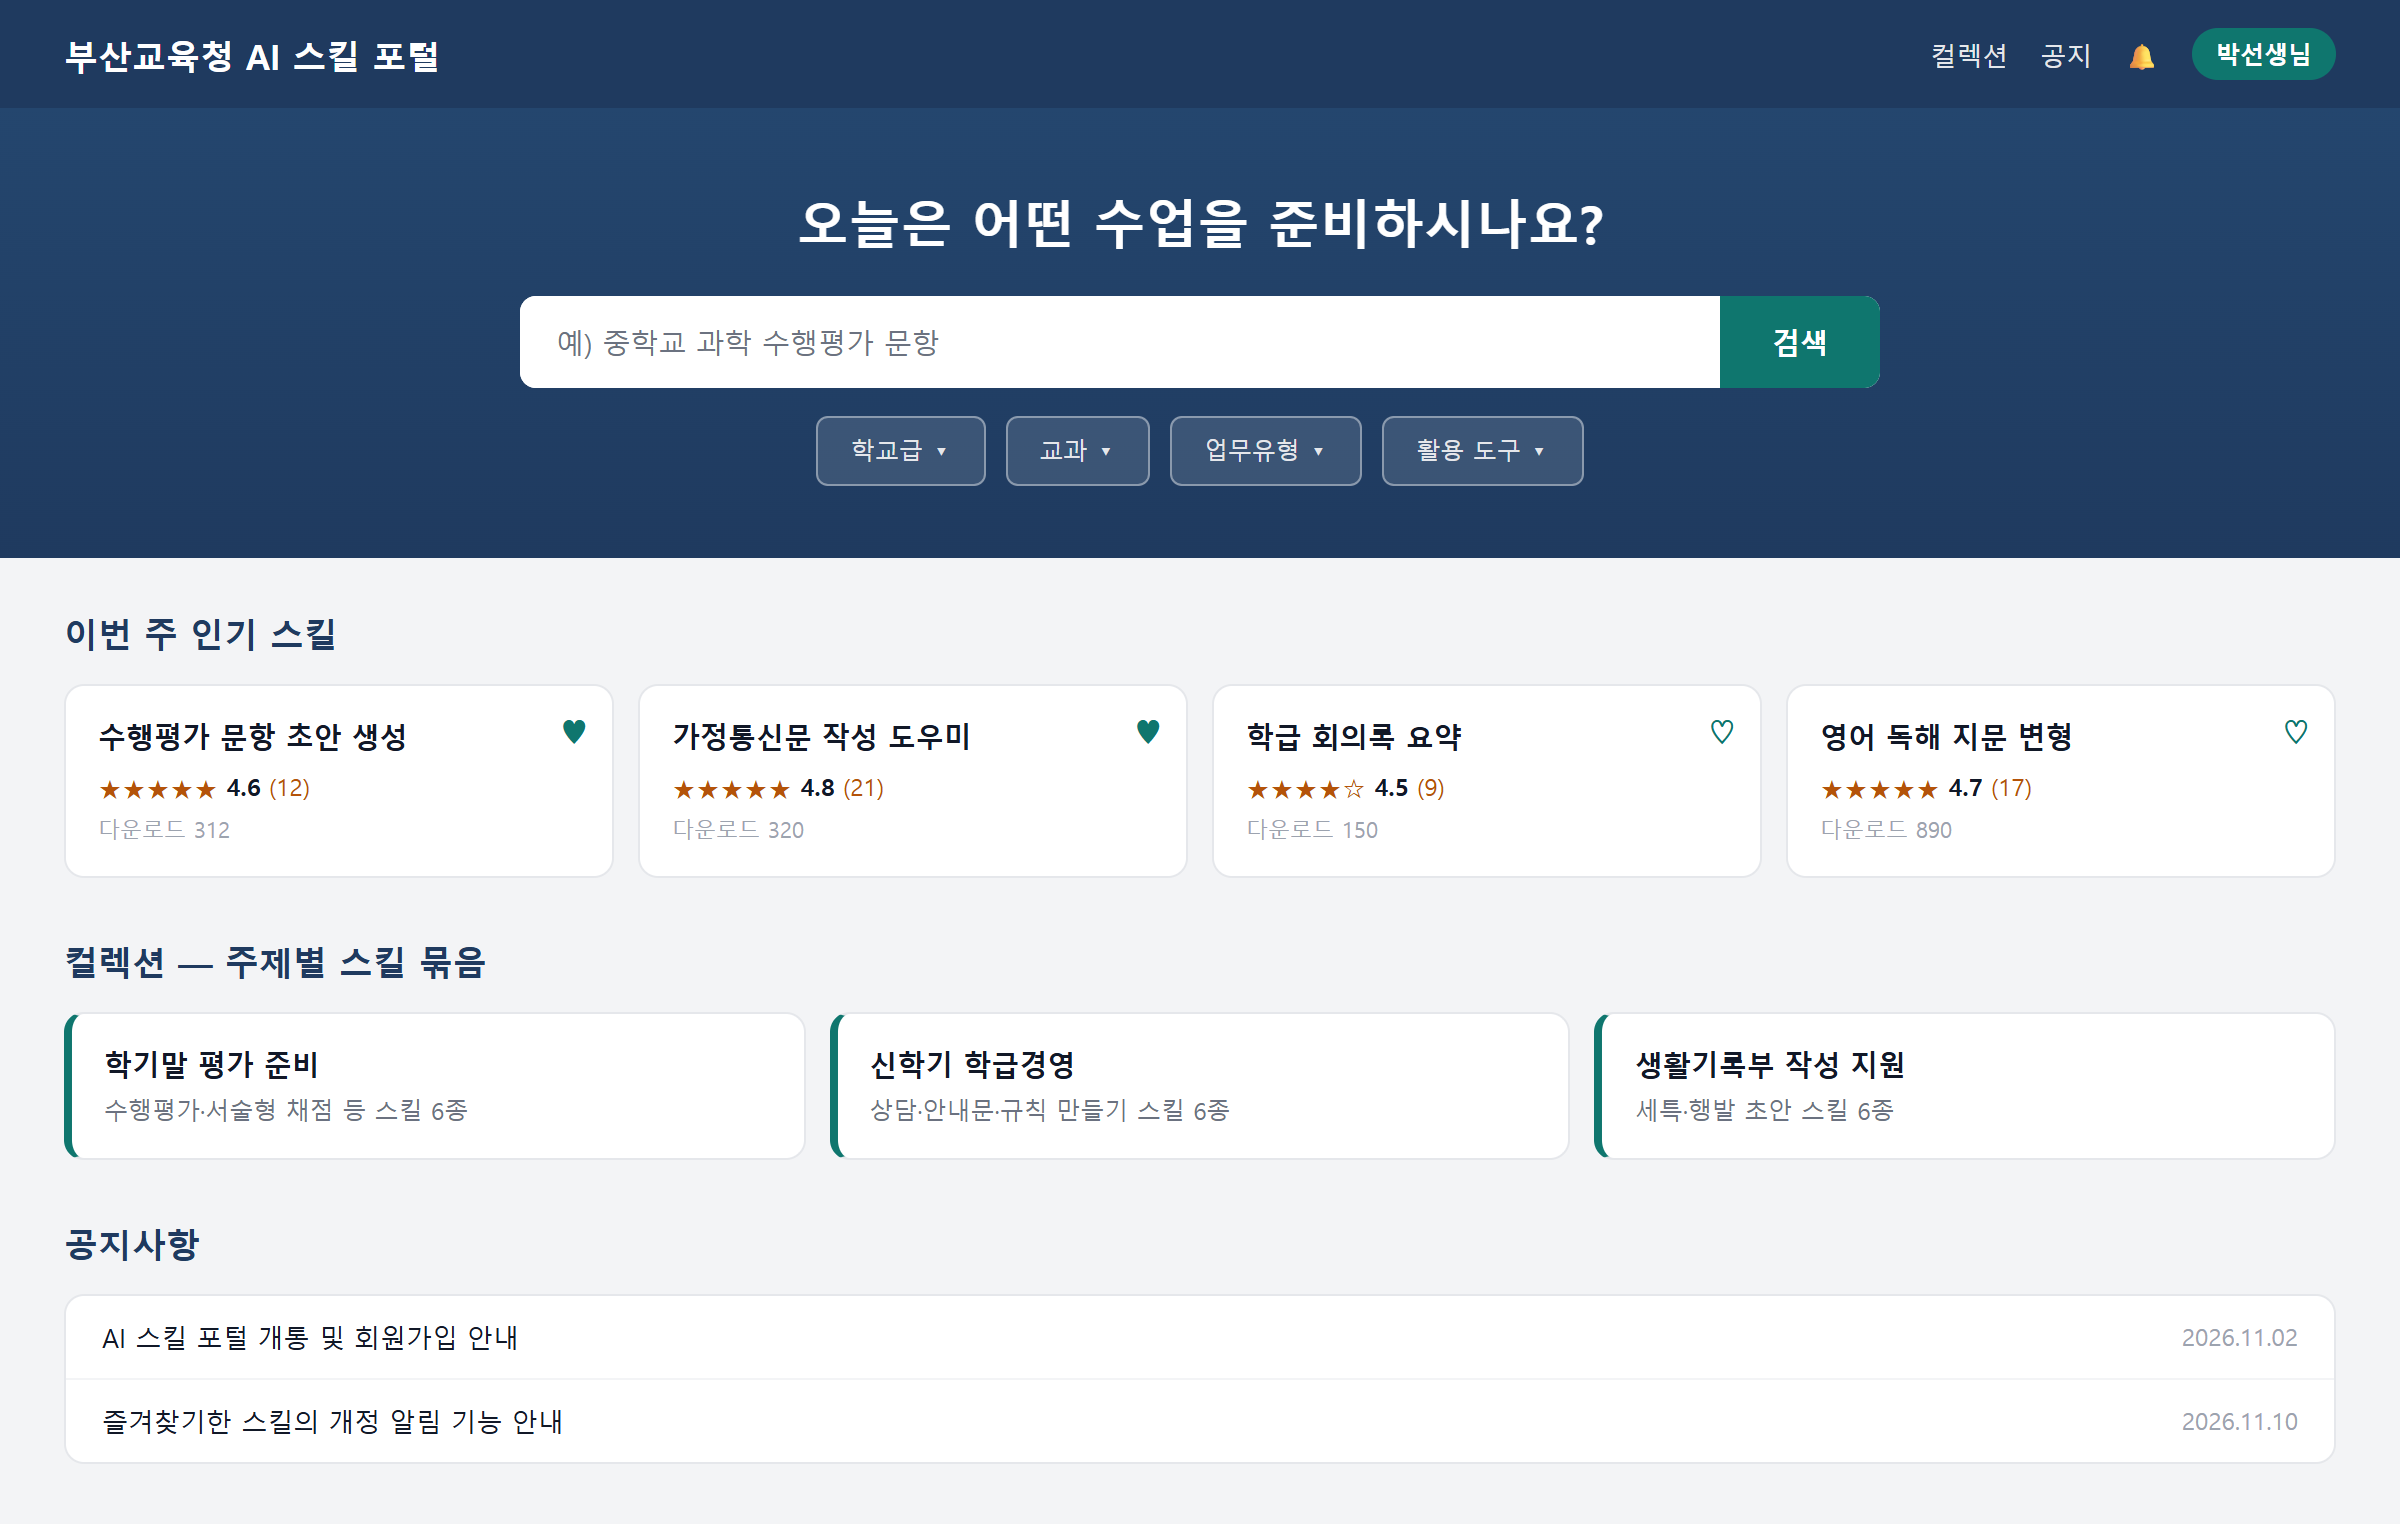 부산교육청 AI 스킬 포털
컬렉션 공지 박선생님
오늘은 어떤 수업을 준비하시나요?
예) 중학교 과학 수행평가 문항 검색
학교급 ▾ 교과 ▾ 업무유형 ▾ 활용 도구 ▾
이번 주 인기 스킬
수행평가 문항 초안 생성 ♥
★★★★★ 4.6 (12)
다운로드 312
가정통신문 작성 도우미 ♥
★★★★★ 4.8 (21)
다운로드 320
학급 회의록 요약 ♡
★★★★☆ 4.5 (9)
다운로드 150
영어 독해 지문 변형 ♡
★★★★★ 4.7 (17)
다운로드 890
컬렉션 — 주제별 스킬 묶음
학기말 평가 준비
수행평가·서술형 채점 등 스킬 6종
신학기 학급경영
상담·안내문·규칙 만들기 스킬 6종
생활기록부 작성 지원
세특·행발 초안 스킬 6종
공지사항
AI 스킬 포털 개통 및 회원가입 안내 2026.11.02
즐겨찾기한 스킬의 개정 알림 기능 안내 2026.11.10